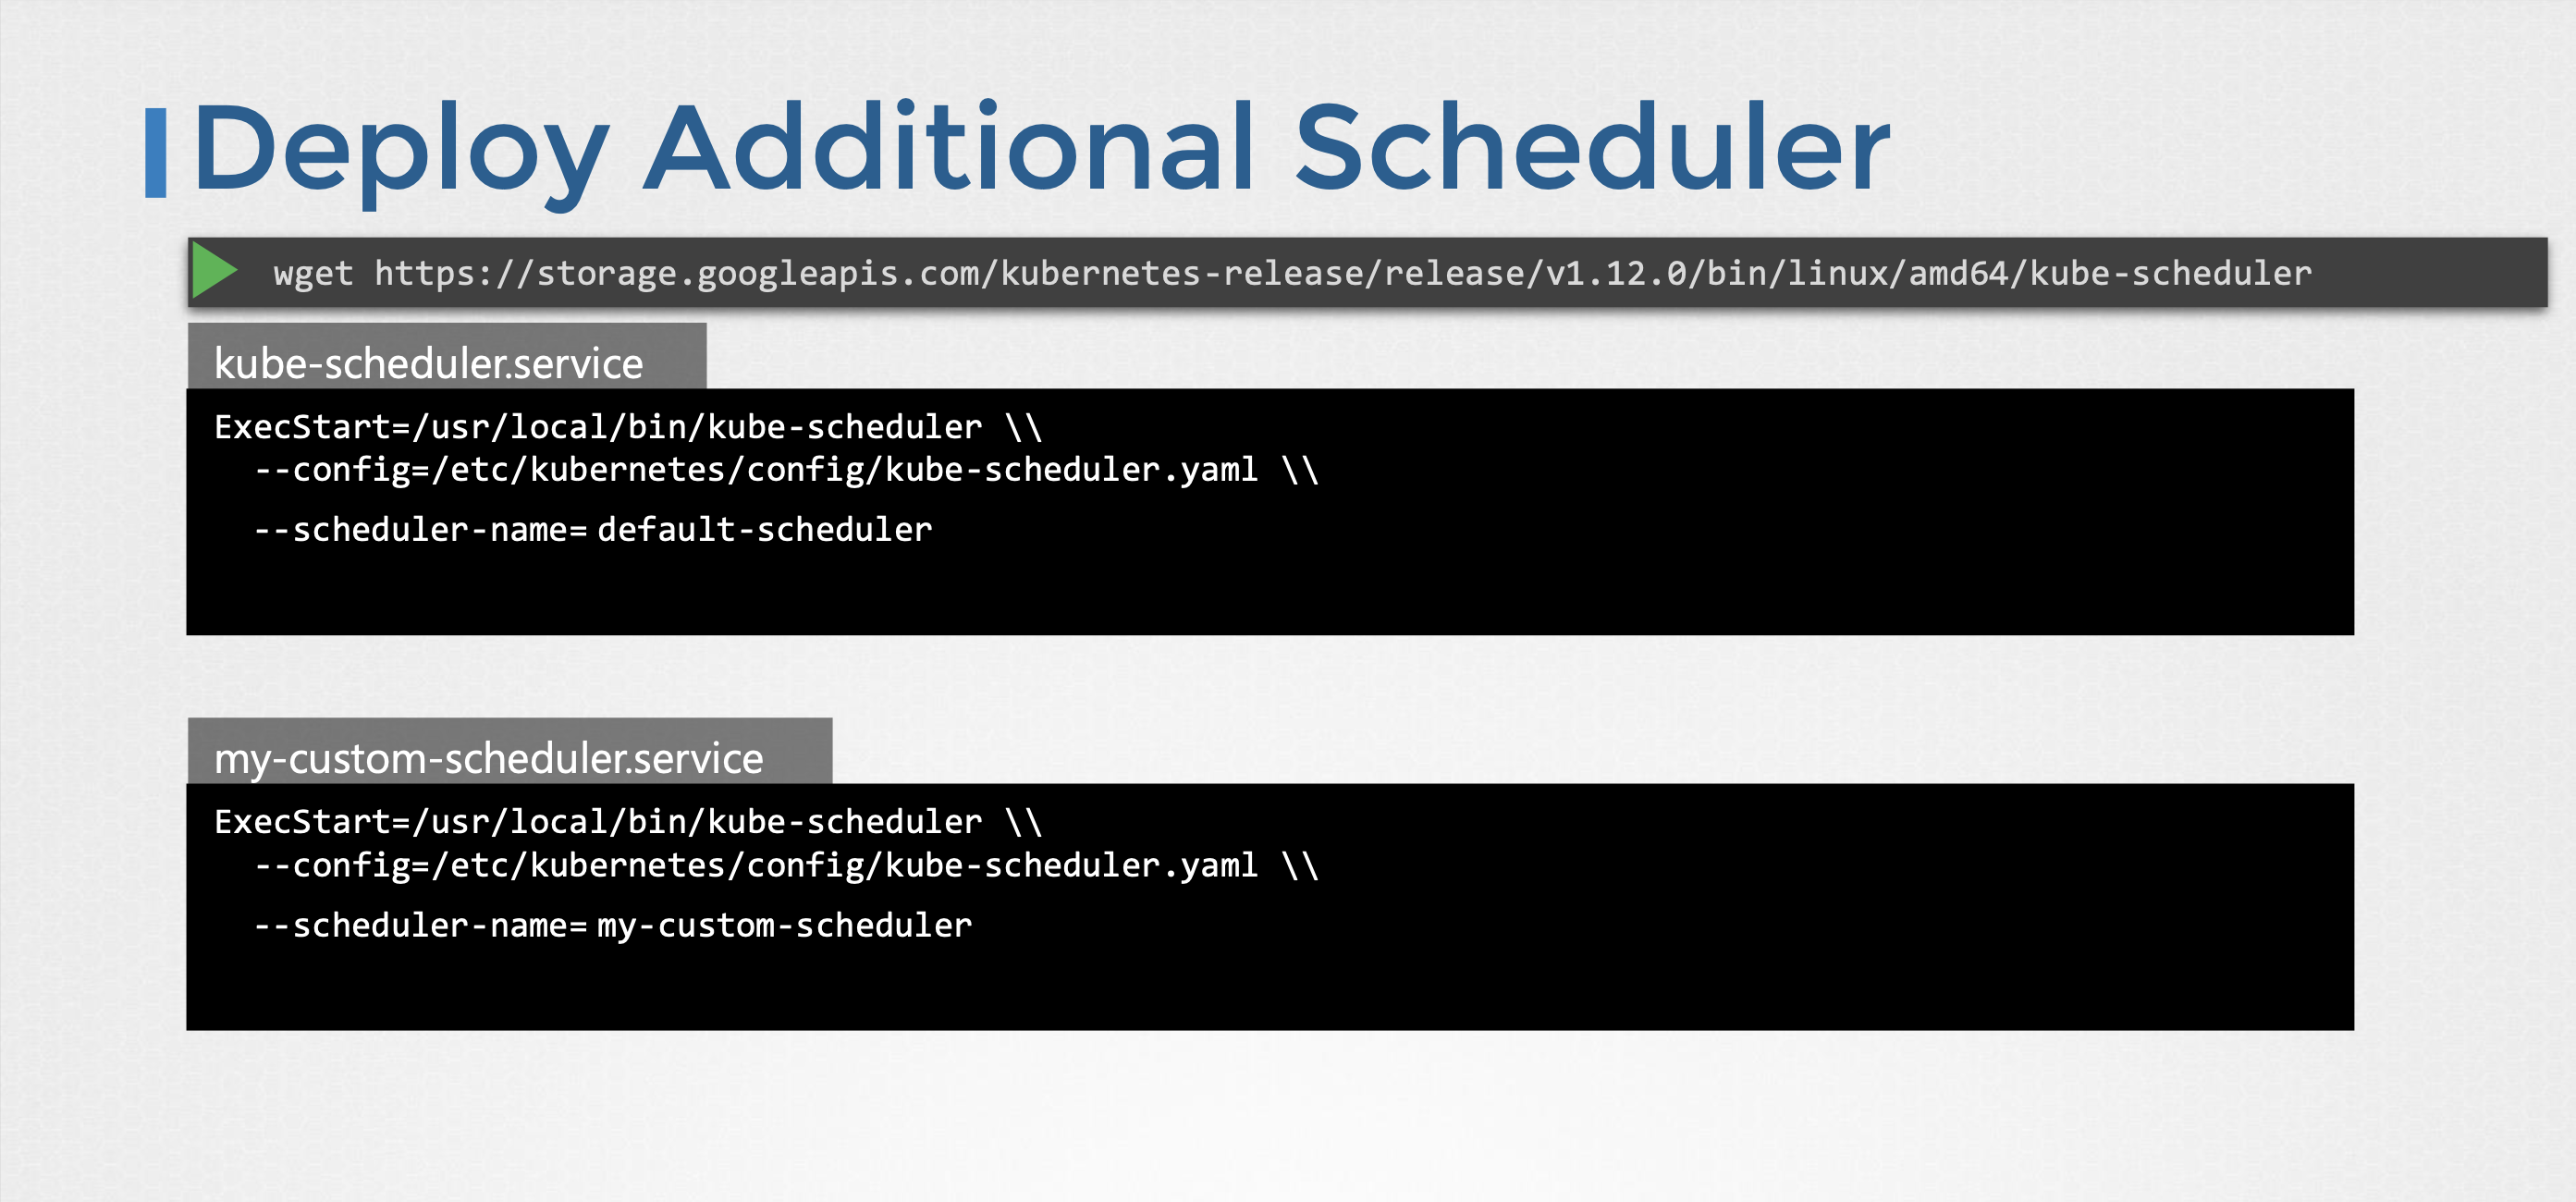 Deploy Additional Scheduler
wget https://storage.googleapis.com/kubernetes-release/release/v1.12.0/bin/linux/amd64/kube-scheduler
kube-scheduler.service
ExecStart=/usr/local/bin/kube-scheduler \\
--config=/etc/kubernetes/config/kube-scheduler.yaml \\
--scheduler-name= default-scheduler
my-custom-scheduler.service
ExecStart=/usr/local/bin/kube-scheduler \\
--config=/etc/kubernetes/config/kube-scheduler.yaml \\
--scheduler-name= my-custom-scheduler